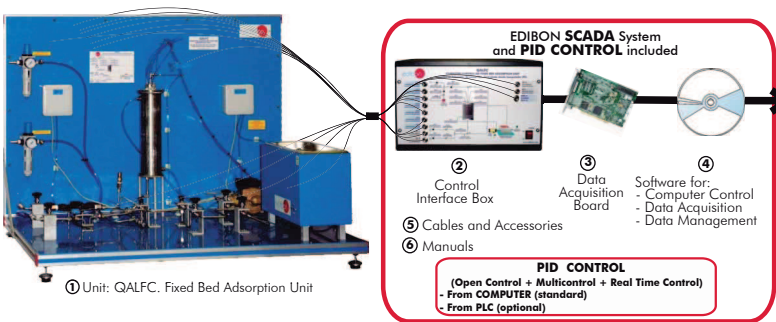 EDIBON SCADA System
and PID CONTROL included
②
Control
Interface Box
③
Data
Acquisition
Board
④
Software for:
- Computer Control
- Data Acquisition
- Data Management
⑤ Cables and Accessories
⑥ Manuals
① Unit: QALFC. Fixed Bed Adsorption Unit
PID CONTROL
(Open Control + Multicontrol + Real Time Control)
- From COMPUTER (standard)
- From PLC (optional)